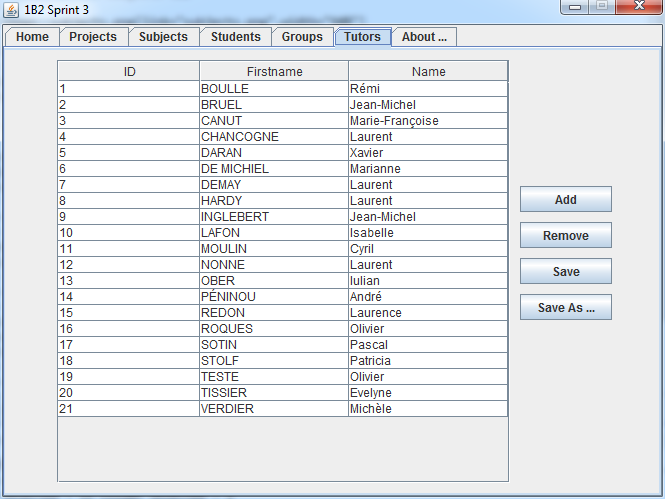 1B2 Sprint 3
Home Projects Subjects Students Groups Tutors About ...
ID Firstname Name
1 BOULLE Rémi
2 BRUEL Jean-Michel
3 CANUT Marie-Françoise
4 CHANCOGNE Laurent
5 DARAN Xavier
6 DE MICHIEL Marianne
7 DEMAY Laurent
8 HARDY Laurent
9 INGLEBERT Jean-Michel
10 LAFON Isabelle
11 MOULIN Cyril
12 NONNE Laurent
13 OBER Iulian
14 PÉNINOU André
15 REDON Laurence
16 ROQUES Olivier
17 SOTIN Pascal
18 STOLF Patricia
19 TESTE Olivier
20 TISSIER Evelyne
21 VERDIER Michèle
Add
Remove
Save
Save As ...